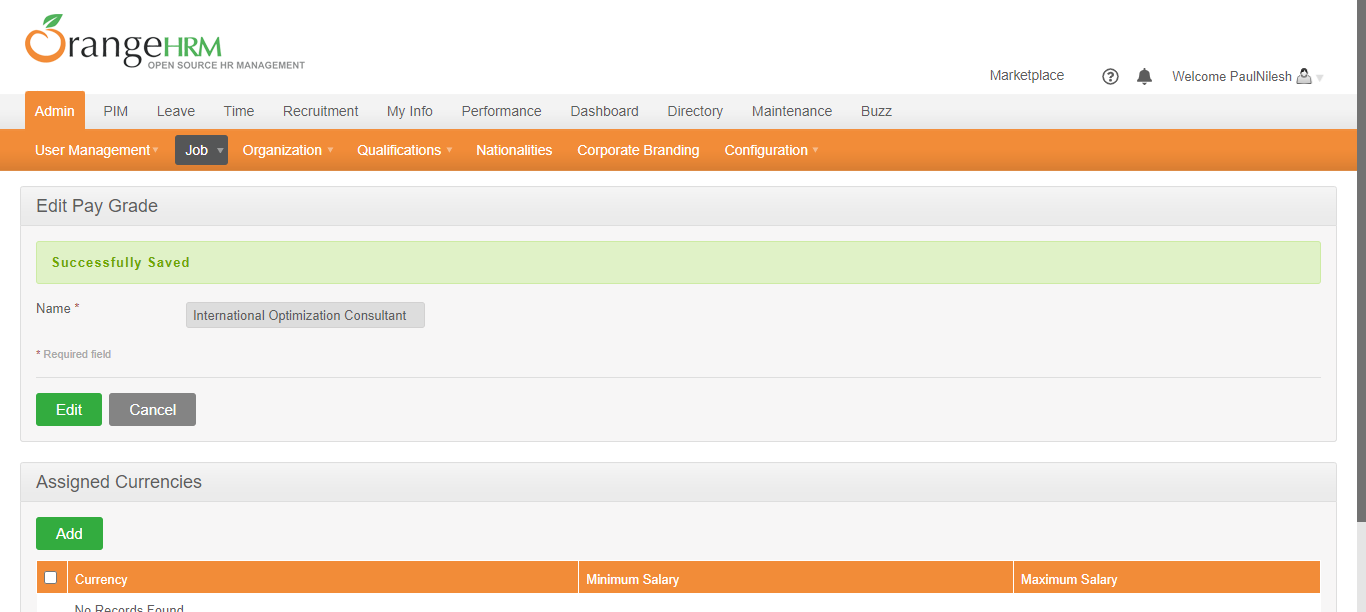 OrangeHRM
OPEN SOURCE HR MANAGEMENT
Marketplace ? Welcome PaulNilesh
Admin PIM Leave Time Recruitment My Info Performance Dashboard Directory Maintenance Buzz
User Management Job Organization Qualifications Nationalities Corporate Branding Configuration
Edit Pay Grade
Successfully Saved
Name *
International Optimization Consultant
* Required field
Edit Cancel
Assigned Currencies
Add
Currency Minimum Salary Maximum Salary
No Records Found